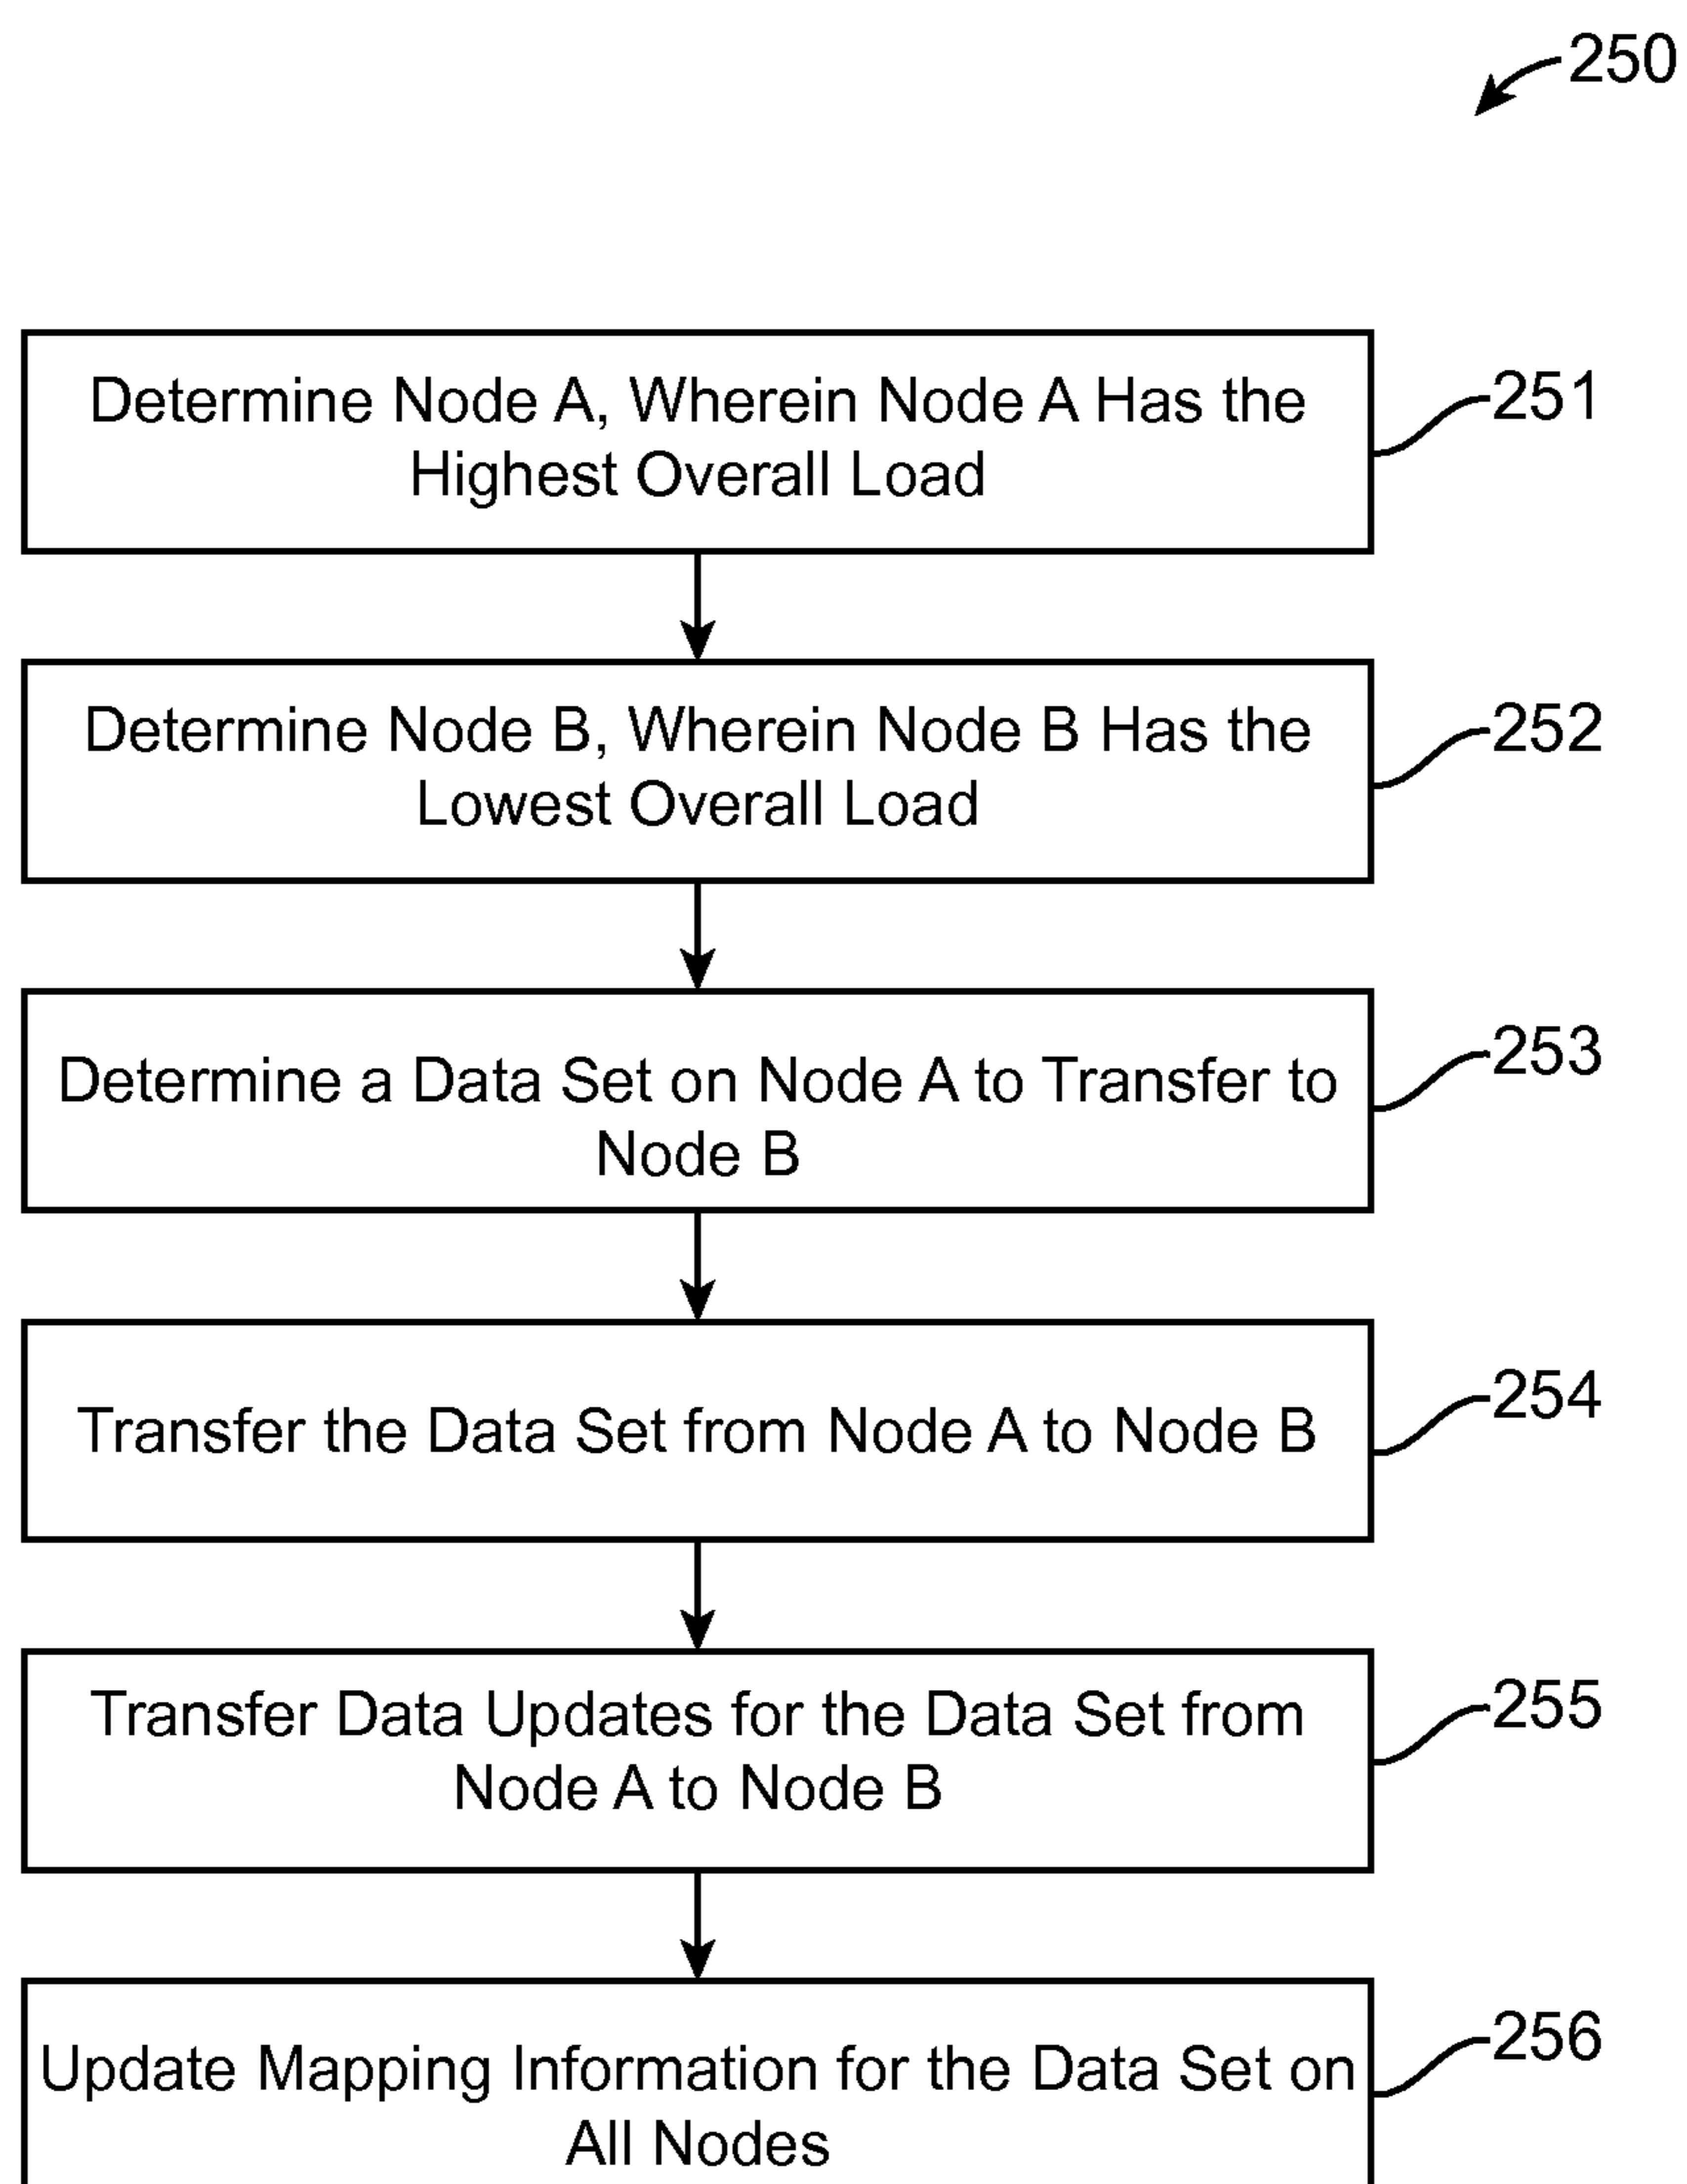 250
Determine Node A, Wherein Node A Has the
Highest Overall Load
251
Determine Node B, Wherein Node B Has the
Lowest Overall Load
252
Determine a Data Set on Node A to Transfer to
Node B
253
Transfer the Data Set from Node A to Node B
254
Transfer Data Updates for the Data Set from
Node A to Node B
255
Update Mapping Information for the Data Set on
All Nodes
256